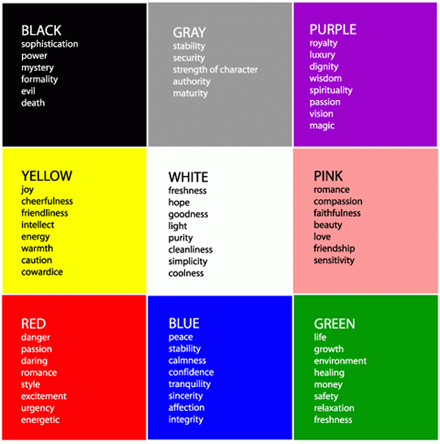 BLACK
sophistication
power
mystery
formality
evil
death
GRAY
stability
security
strength of character
authority
maturity
PURPLE
royalty
luxury
dignity
wisdom
spirituality
passion
vision
magic
YELLOW
joy
cheerfulness
friendliness
intellect
energy
warmth
caution
cowardice
WHITE
freshness
hope
goodness
light
purity
cleanliness
simplicity
coolness
PINK
romance
compassion
faithfulness
beauty
love
friendship
sensitivity
RED
danger
passion
daring
romance
style
excitement
urgency
energetic
BLUE
peace
stability
calmness
confidence
tranquility
sincerity
affection
integrity
GREEN
life
growth
environment
healing
money
safety
relaxation
freshness